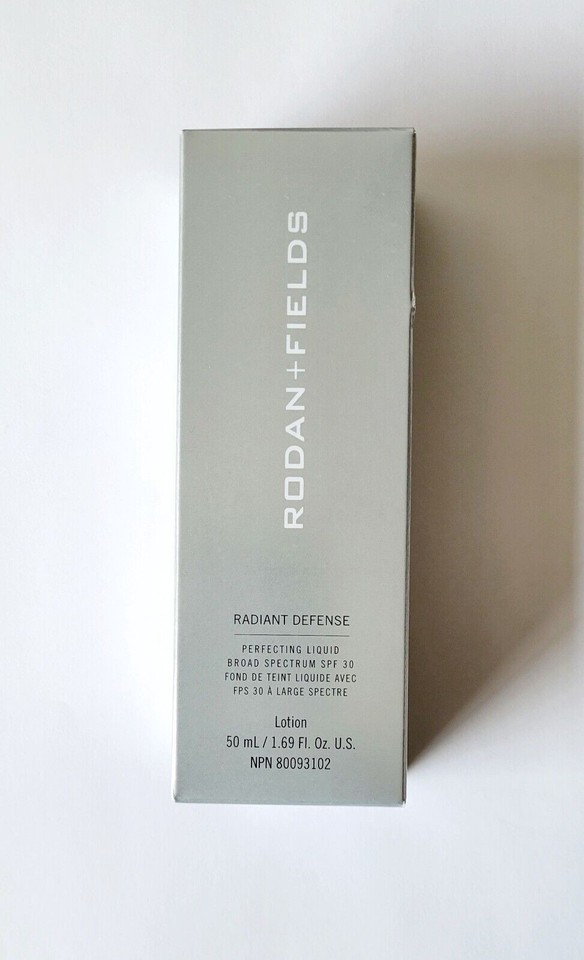 RODAN+FIELDS
RADIANT DEFENSE
PERFECTING LIQUID
BROAD SPECTRUM SPF 30
FOND DE TEINT LIQUIDE AVEC
FPS 30 À LARGE SPECTRE
Lotion
50 mL / 1.69 Fl. Oz. U.S.
NPN 80093102